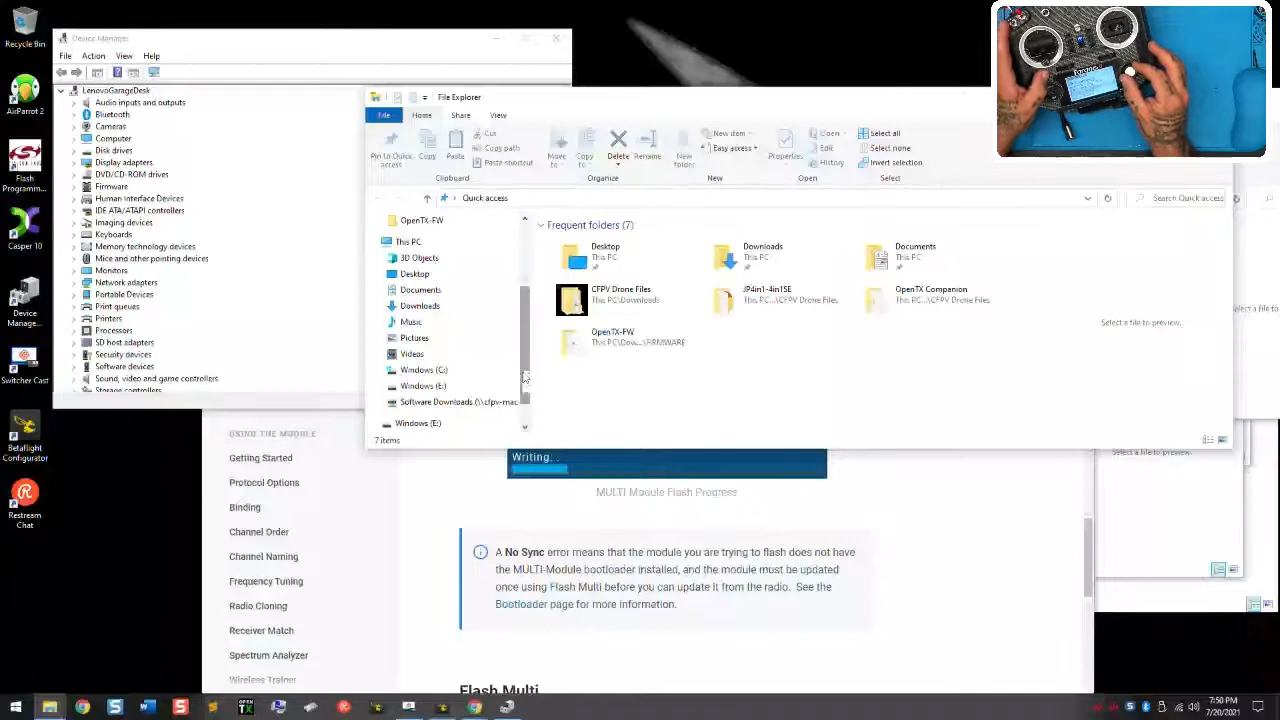 Recycle Bin
AirParrot 2
Flash
Programm...
Casper 10
Device
Manage...
Switcher Cast
Betaflight
Configurator
Restream
Chat
Device Manager
File Action View Help
LenovoGarageDesk
Audio inputs and outputs
Bluetooth
Cameras
Computer
Disk drives
Display adapters
DVD/CD-ROM drives
Firmware
Human Interface Devices
IDE ATA/ATAPI controllers
Imaging devices
Keyboards
Memory technology devices
Mice and other pointing devices
Monitors
Network adapters
Portable Devices
Print queues
Printers
Processors
SD host adapters
Security devices
Software devices
Sound, video and game controllers
Storage controllers
File Explorer
File Home Share View
Pin to Quick
access
Copy
Paste
Cut
Copy path
Paste shortcut
Clipboard
Move
to
Copy
to
Delete
Rename
Organize
New
folder
New item
Easy access
New
Properties
Open
Edit
History
Open
Select all
Select none
Invert selection
Select
Quick access
Search Quick access
OpenTX-FW
This PC
3D Objects
Desktop
Documents
Downloads
Music
Pictures
Videos
Windows (C:)
Windows (E:)
Software Downloads (\\cfpv-mac
Windows (E:)
7 items
Frequent folders (7)
Desktop
This PC
Downloads
This PC
Documents
This PC
CFPV Drone Files
This PC\Downloads
JP4in1-4in1SE
This PC...\CFPV Drone Files
OpenTX Companion
This PC...\CFPV Drone Files
OpenTX-FW
This PC\Dow...\FIRMWARE
Select a file to preview.
Select a file to
Select a file to preview.
USING THE MODULE
Getting Started
Protocol Options
Binding
Channel Order
Channel Naming
Frequency Tuning
Radio Cloning
Receiver Match
Spectrum Analyzer
Wireless Trainer
Writing...
MULTI Module Flash Progress
A No Sync error means that the module you are trying to flash does not have
the MULTI-Module bootloader installed, and the module must be updated
once using Flash Multi before you can update it from the radio. See the
Bootloader page for more information.
Flash Multi
OPEN
TX
7:50 PM
7/20/2021